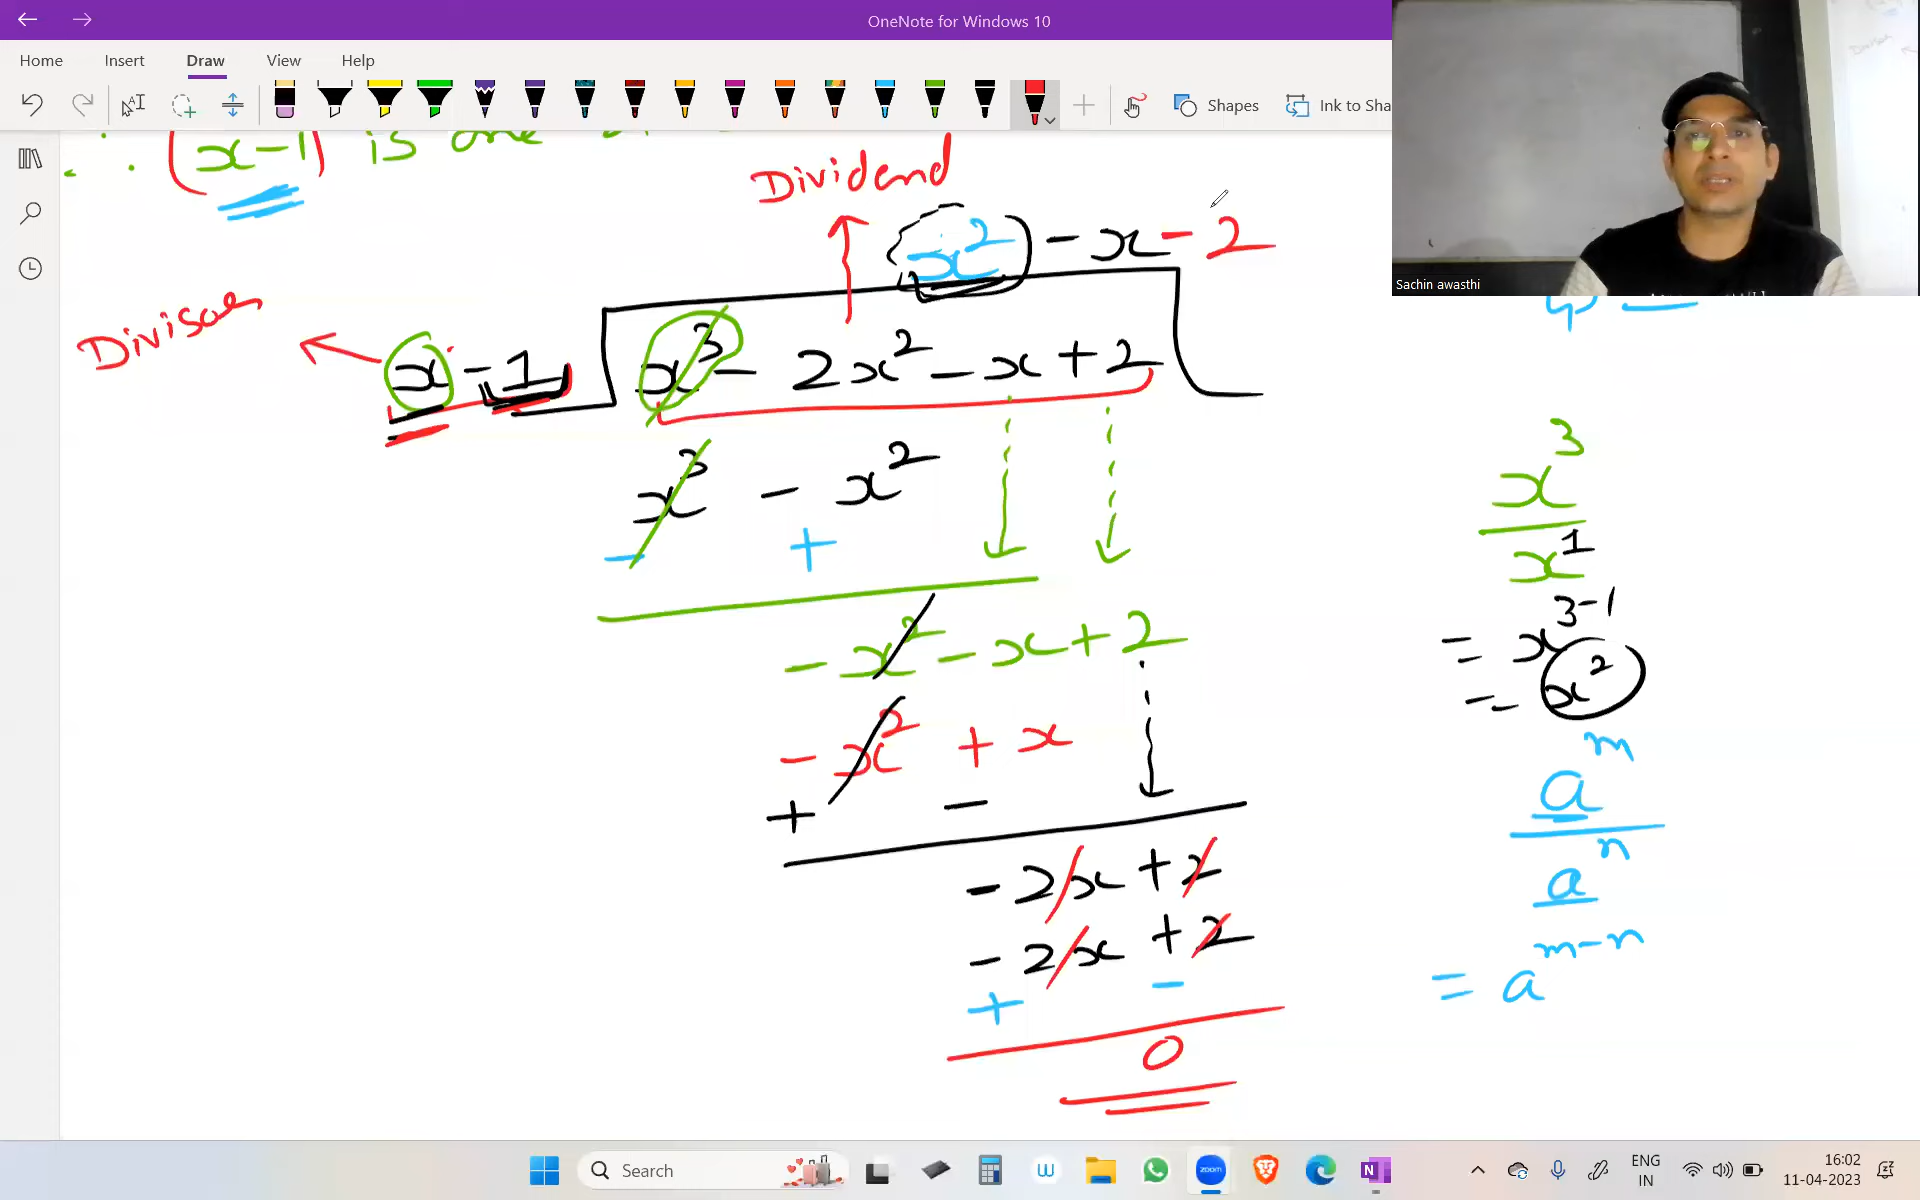 OneNote for Windows 10
Home Insert Draw View Help
Shapes Ink to Sha
∴ (x-1) is one
Sachin awasthi
Dividend
x² - x - 2
Divisor
x - 1 x³ - 2x² - x + 2
x³ - x²
- +
- x² - x + 2
- x² + x
+ -
- 2x + 2
- 2x + 2
+ -
0
x³
x¹
= x³⁻¹
= x²
aᵐ
aⁿ
= aᵐ⁻ⁿ
Search
zoom
ENG
IN
16:02
11-04-2023